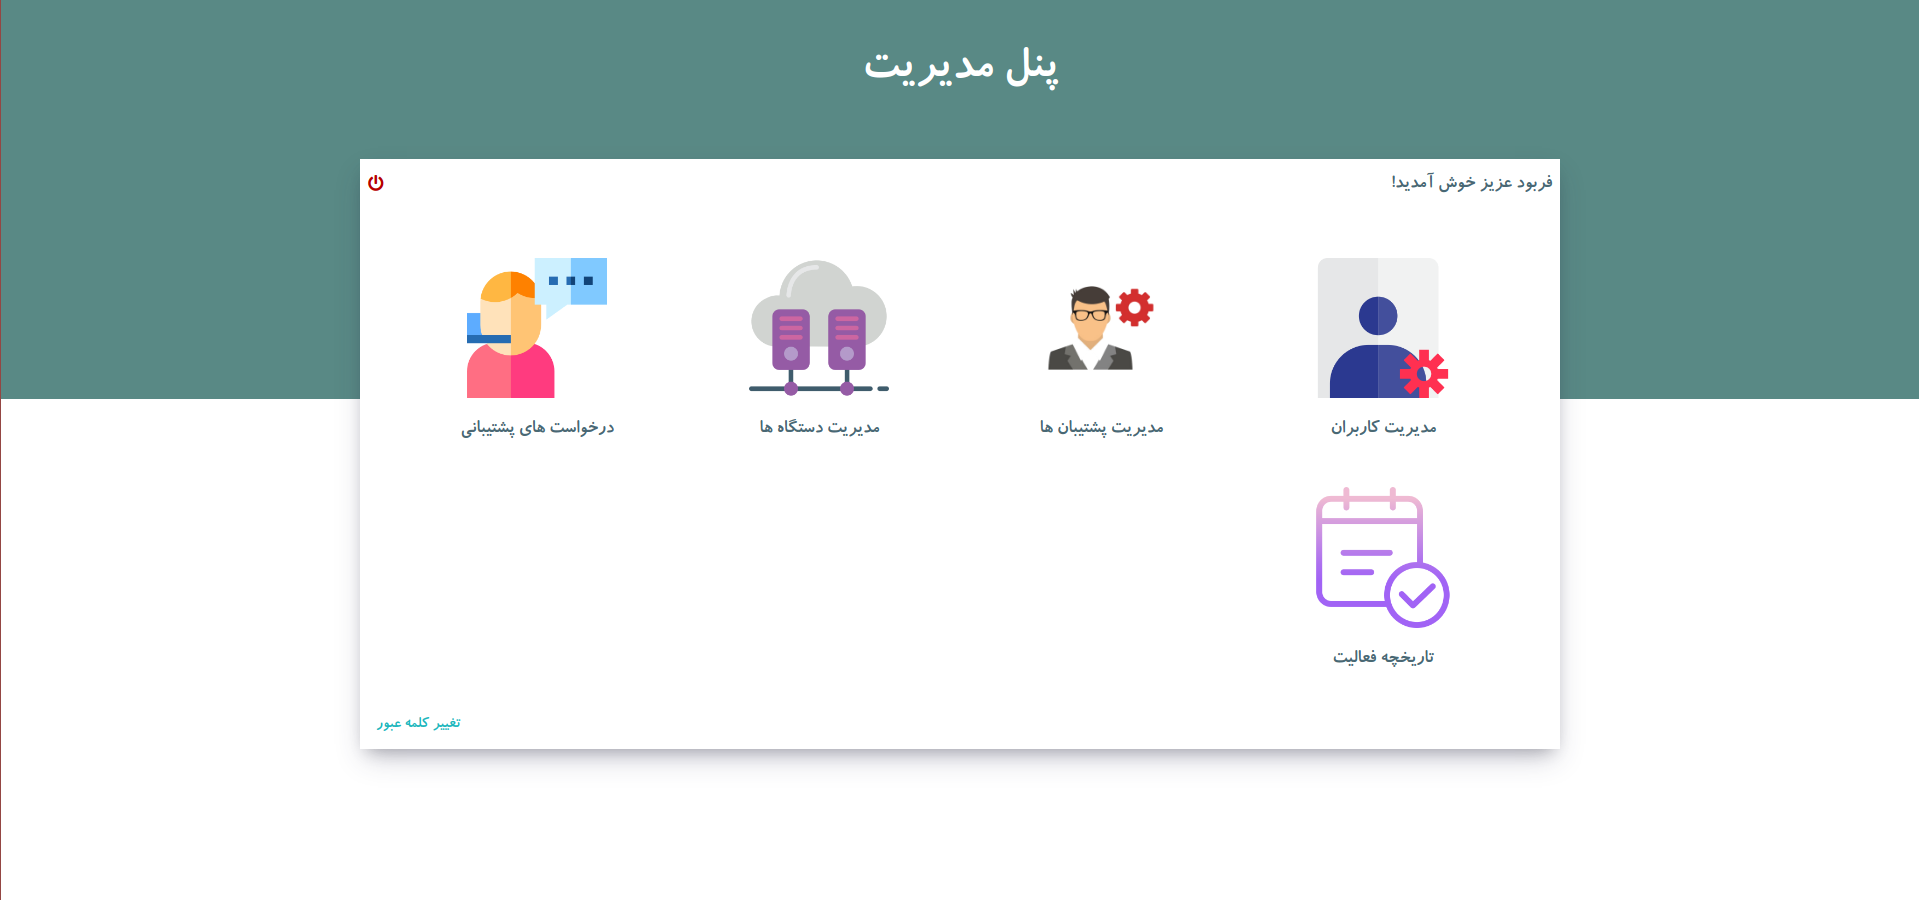 پنل مدیریت
فربود عزیز خوش آمدید!
مدیریت کاربران
مدیریت پشتیبان ها
مدیریت دستگاه ها
درخواست های پشتیبانی
تاریخچه فعالیت
تغییر کلمه عبور